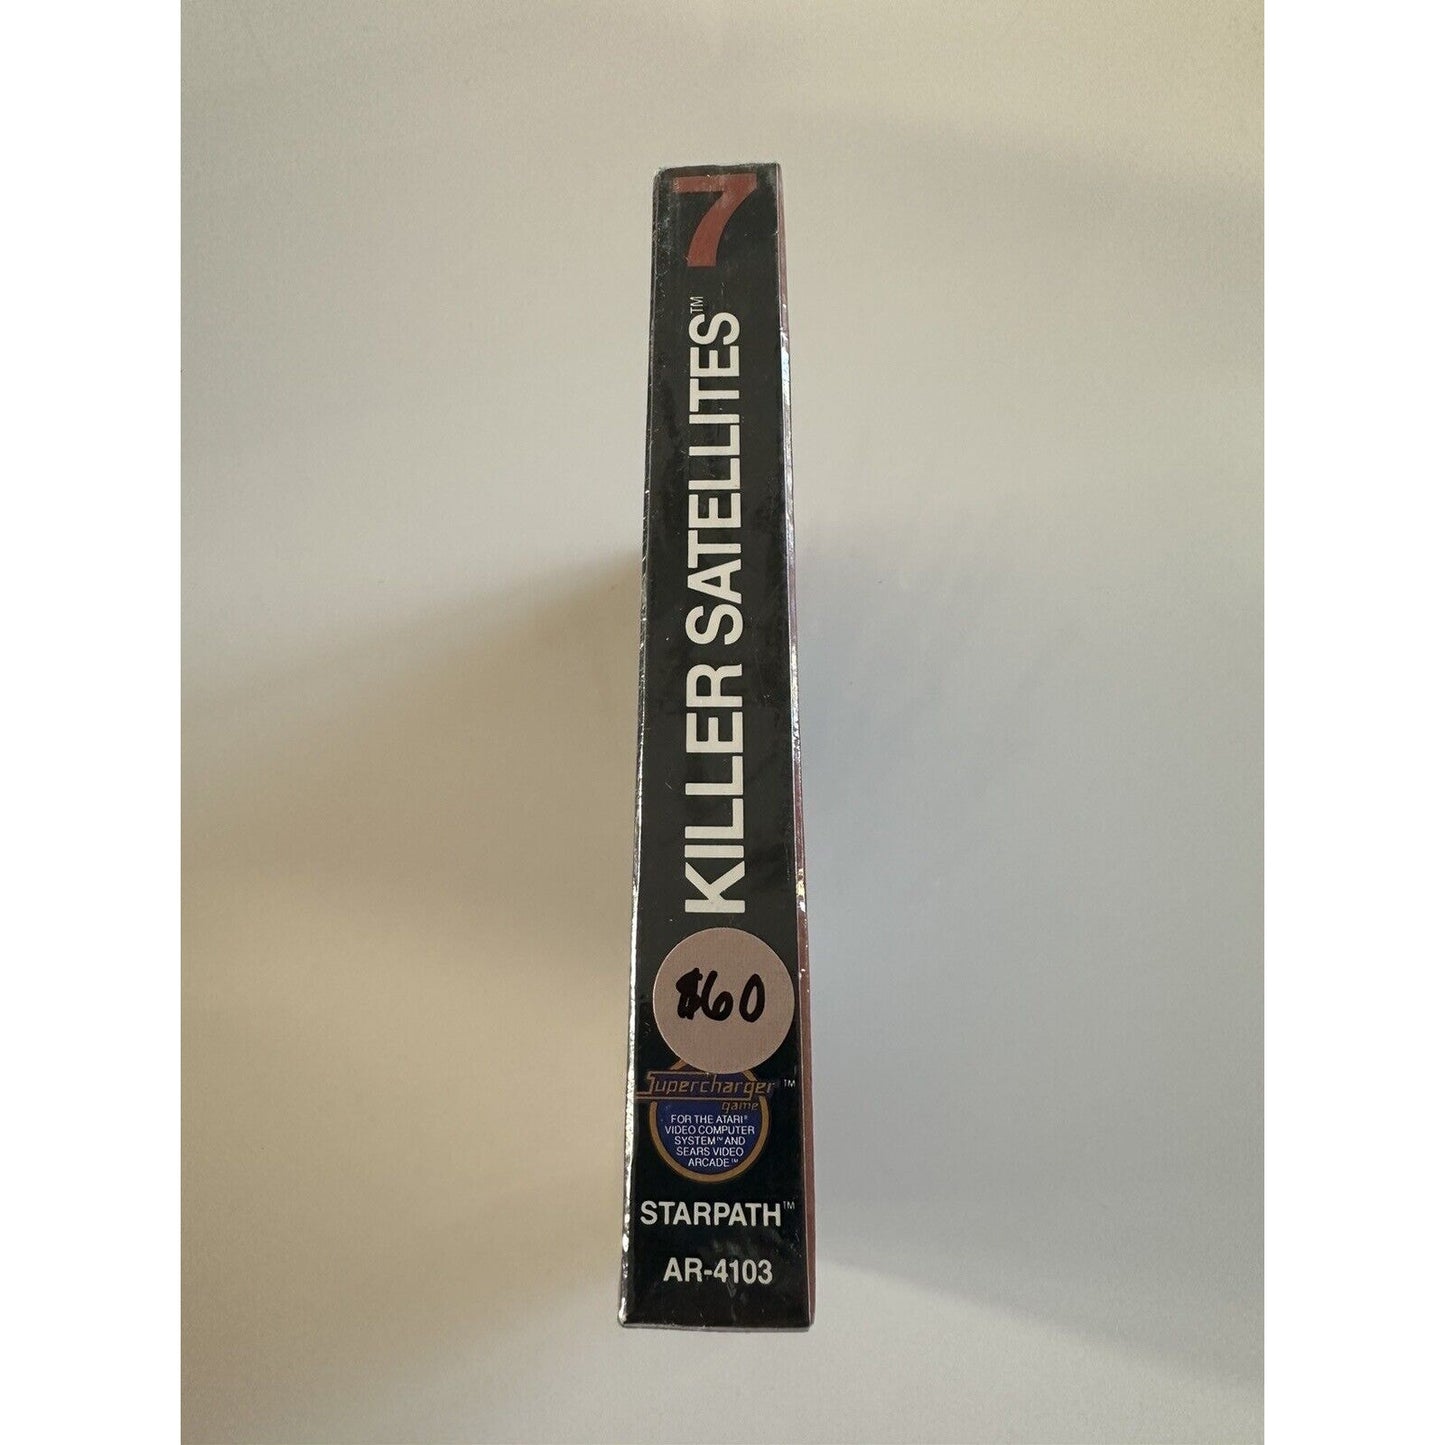 7
KILLER SATELLITES™
$60
Supercharger™
game
FOR THE ATARI®
VIDEO COMPUTER
SYSTEM™ AND
SEARS VIDEO
ARCADE™
STARPATH™
AR-4103